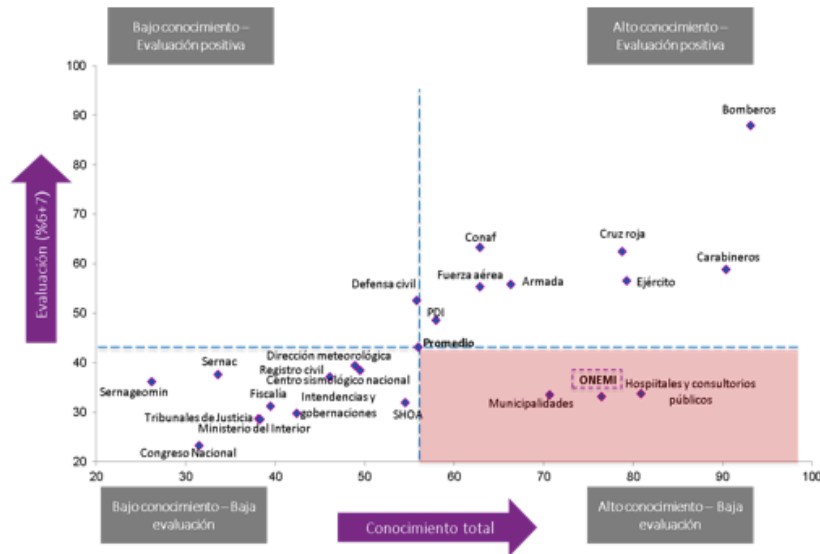 Bajo conocimiento –
Evaluación positiva
Alto conocimiento –
Evaluación positiva
100
90
80
70
60
50
40
30
20
Evaluación (%6+7)
Bomberos
Conaf
Cruz roja
Carabineros
Fuerza aérea
Armada
Ejército
Defensa civil
PDI
Promedio
Dirección meteorológica
Sernac
Registro civil
Centro sismológico nacional
Sernageomin
Fiscalía
Intendencias y
gobernaciones
SHOA
Tribunales de Justicia
Ministerio del Interior
Congreso Nacional
ONEMI
Municipalidades
Hospiitales y consultorios
públicos
20
30
40
50
60
70
80
90
100
Bajo conocimiento – Baja
evaluación
Conocimiento total
Alto conocimiento – Baja
evaluación